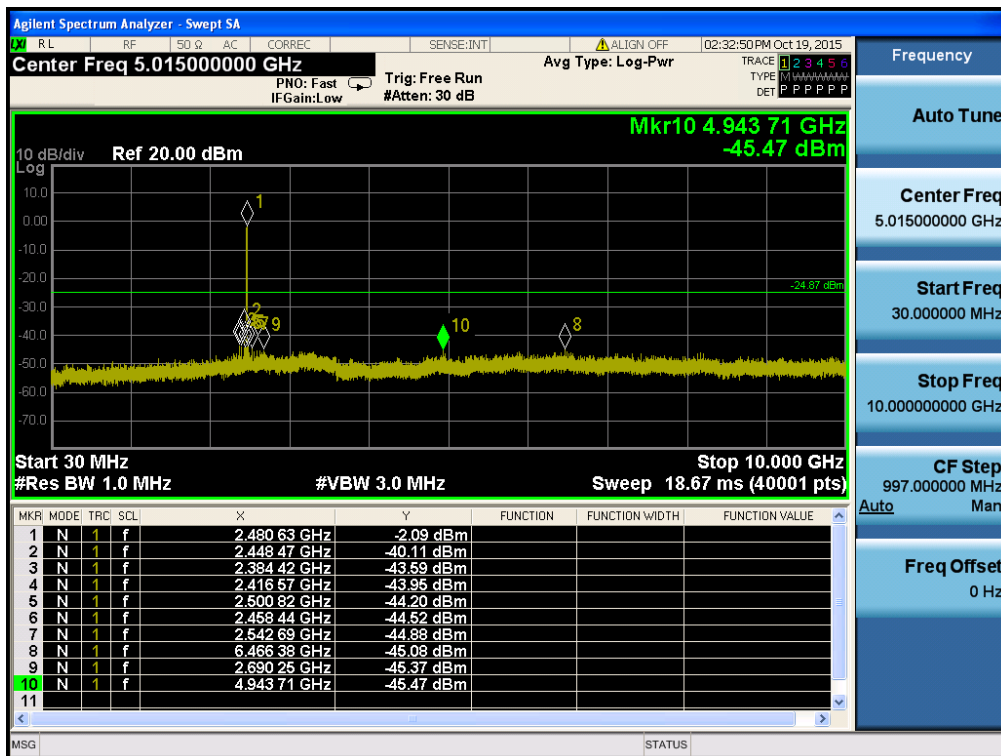 Agilent Spectrum Analyzer - Swept SA
LXI RL RF 50 Ω AC CORREC SENSE:INT ALIGN OFF 02:32:50 PM Oct 19, 2015
Center Freq 5.015000000 GHz
PNO: Fast
IFGain:Low
Trig: Free Run
#Atten: 30 dB
Avg Type: Log-Pwr
TRACE 1 2 3 4 5 6
TYPE M
DET P P P P P P
Mkr10 4.943 71 GHz
-45.47 dBm
10 dB/div Ref 20.00 dBm
Log
10.0
0.00
-10.0
-20.0
-30.0
-40.0
-50.0
-60.0
-70.0
-24.87 dBm
1
2
9
10
8
Start 30 MHz Stop 10.000 GHz
#Res BW 1.0 MHz #VBW 3.0 MHz Sweep 18.67 ms (40001 pts)
MKR MODE TRC SCL X Y FUNCTION FUNCTION WIDTH FUNCTION VALUE
1 N 1 f 2.480 63 GHz -2.09 dBm
2 N 1 f 2.448 47 GHz -40.11 dBm
3 N 1 f 2.384 42 GHz -43.59 dBm
4 N 1 f 2.416 57 GHz -43.95 dBm
5 N 1 f 2.500 82 GHz -44.20 dBm
6 N 1 f 2.458 44 GHz -44.52 dBm
7 N 1 f 2.542 69 GHz -44.88 dBm
8 N 1 f 6.466 38 GHz -45.08 dBm
9 N 1 f 2.690 25 GHz -45.37 dBm
10 N 1 f 4.943 71 GHz -45.47 dBm
11
MSG STATUS
Frequency
Auto Tune
Center Freq
5.015000000 GHz
Start Freq
30.000000 MHz
Stop Freq
10.000000000 GHz
CF Step
997.000000 MHz
Auto Man
Freq Offset
0 Hz